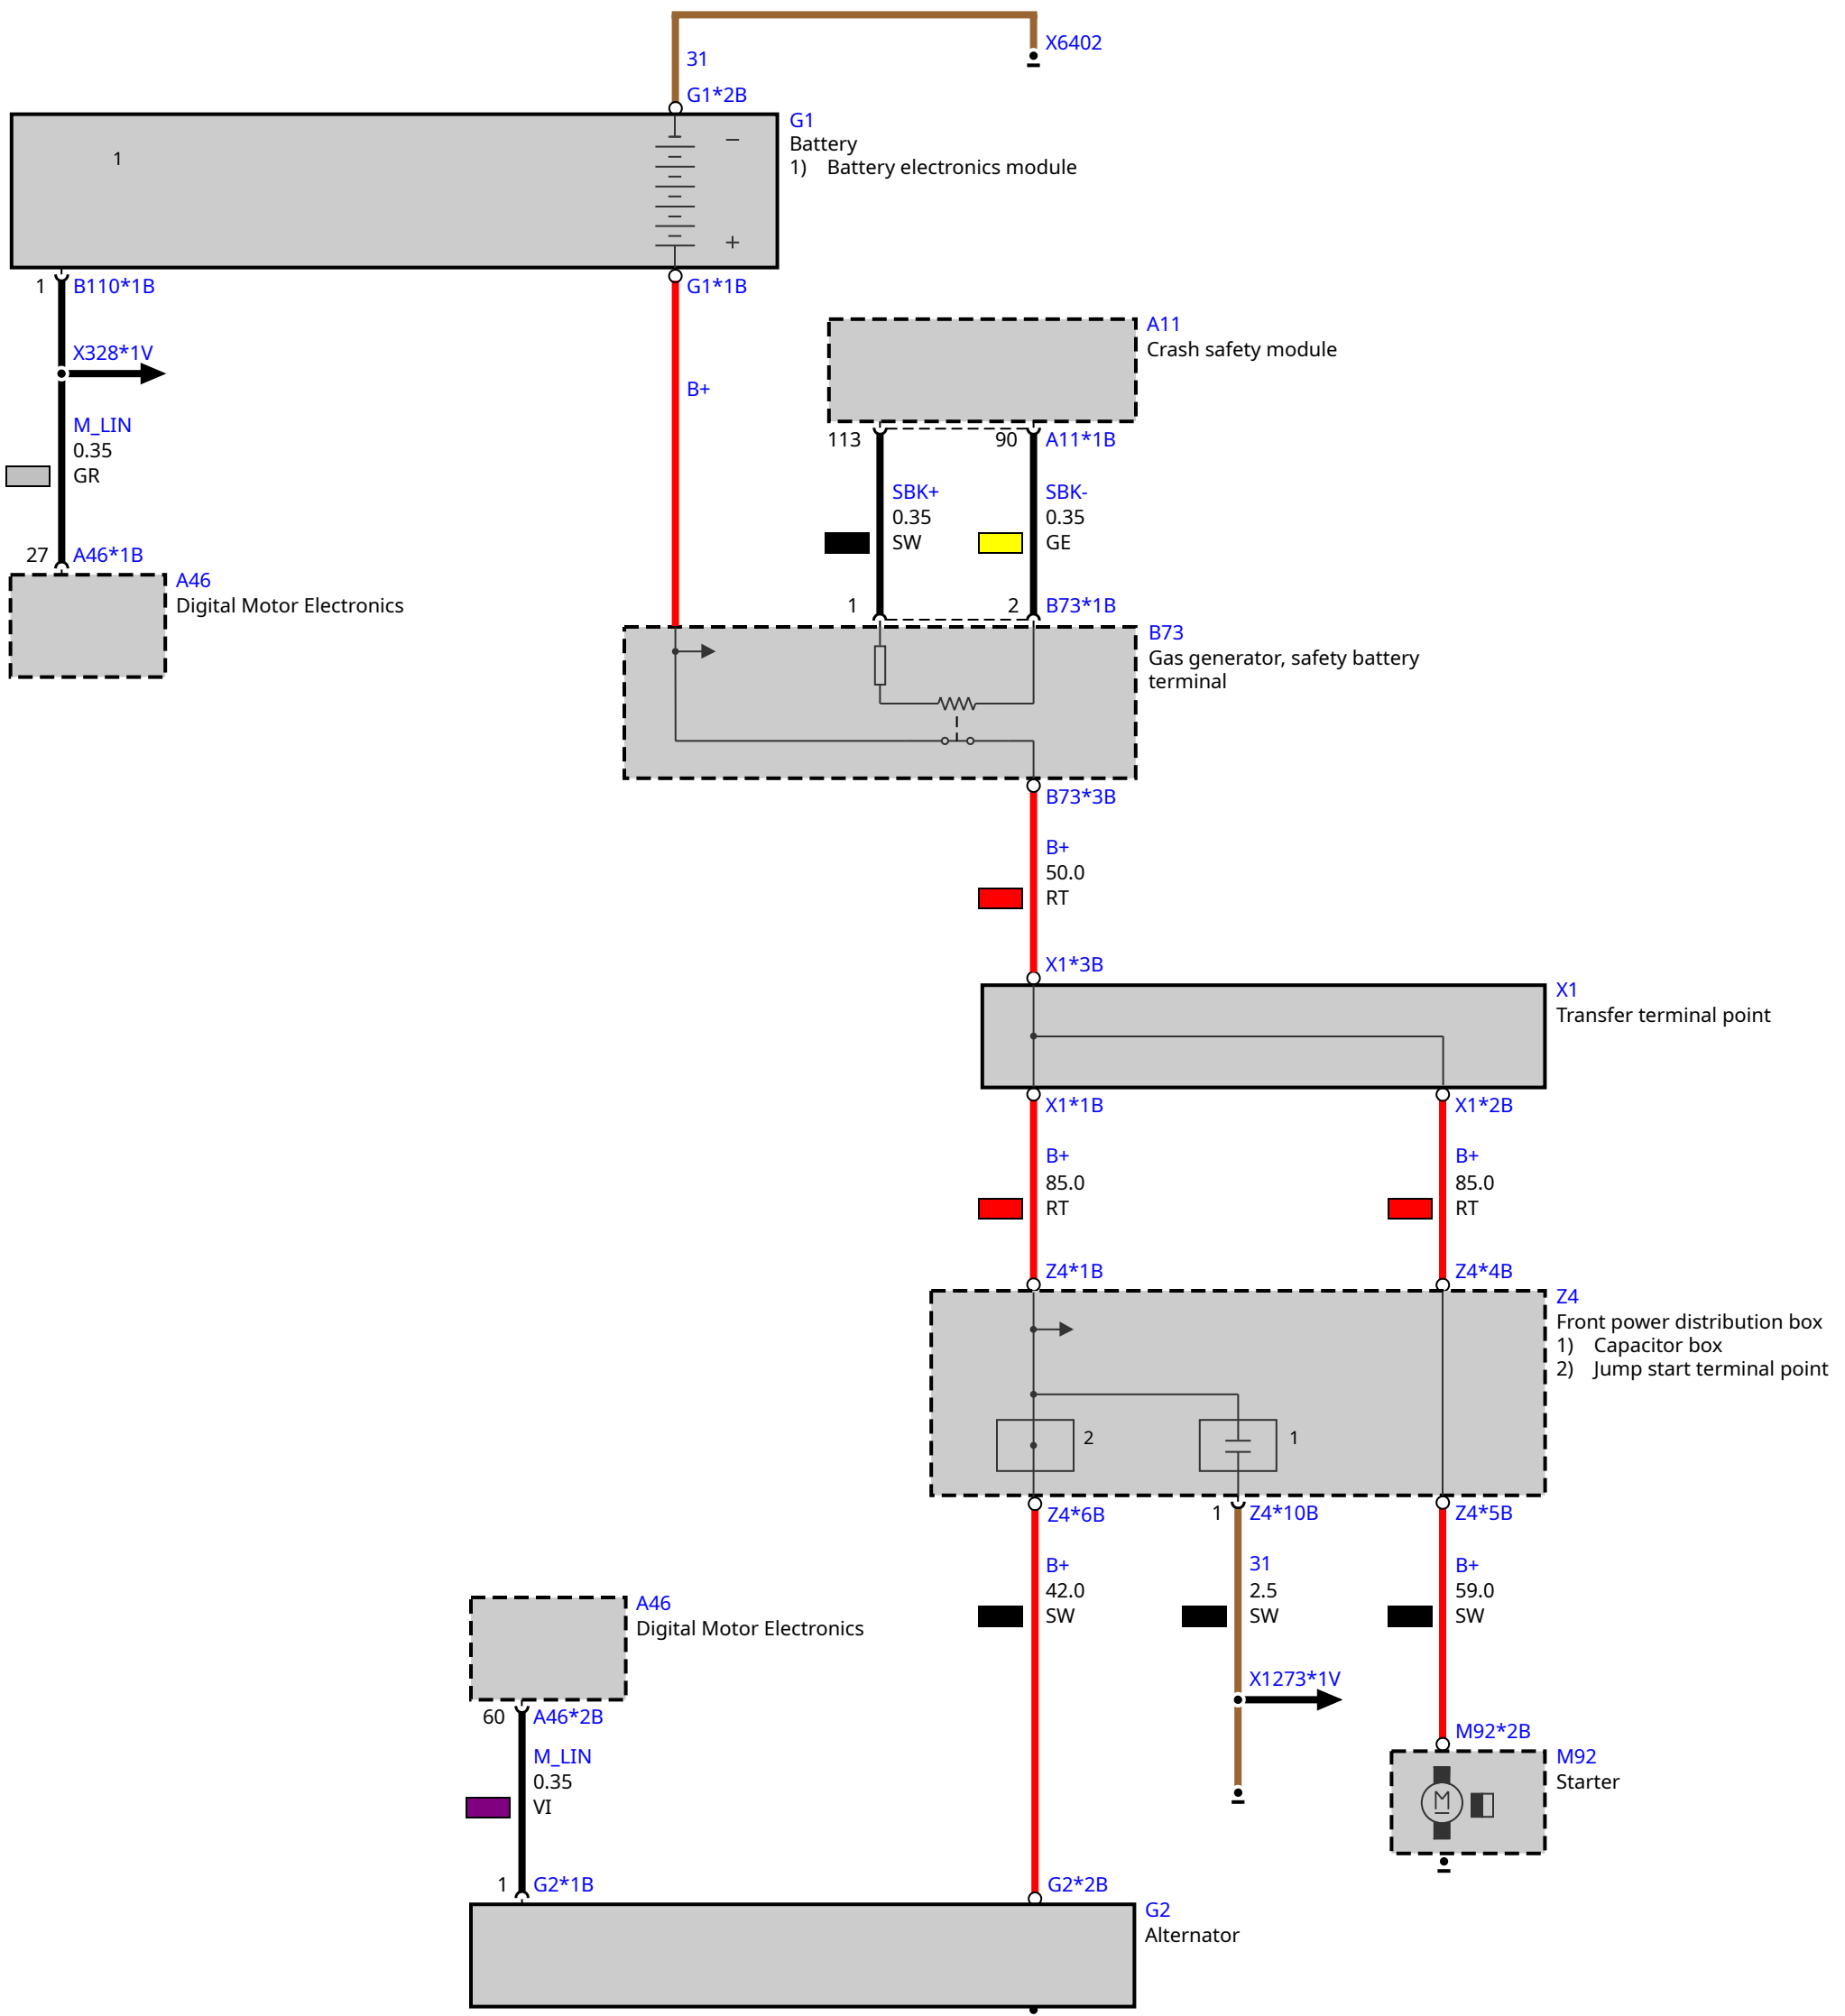 X6402
31
G1*2B
G1
Battery
1) Battery electronics module
1
–
+
1
B110*1B
G1*1B
X328*1V
M_LIN
0.35
GR
27
A46*1B
A46
Digital Motor Electronics
B+
A11
Crash safety module
113
90
A11*1B
SBK+
0.35
SW
SBK-
0.35
GE
1
2
B73*1B
B73
Gas generator, safety battery
terminal
B73*3B
B+
50.0
RT
X1*3B
X1
Transfer terminal point
X1*1B
X1*2B
B+
85.0
RT
B+
85.0
RT
Z4*1B
Z4*4B
Z4
Front power distribution box
1) Capacitor box
2) Jump start terminal point
2
1
Z4*6B
1
Z4*10B
Z4*5B
B+
42.0
SW
31
2.5
SW
B+
59.0
SW
X1273*1V
M92*2B
M92
Starter
M
A46
Digital Motor Electronics
60
A46*2B
M_LIN
0.35
VI
1
G2*1B
G2*2B
G2
Alternator